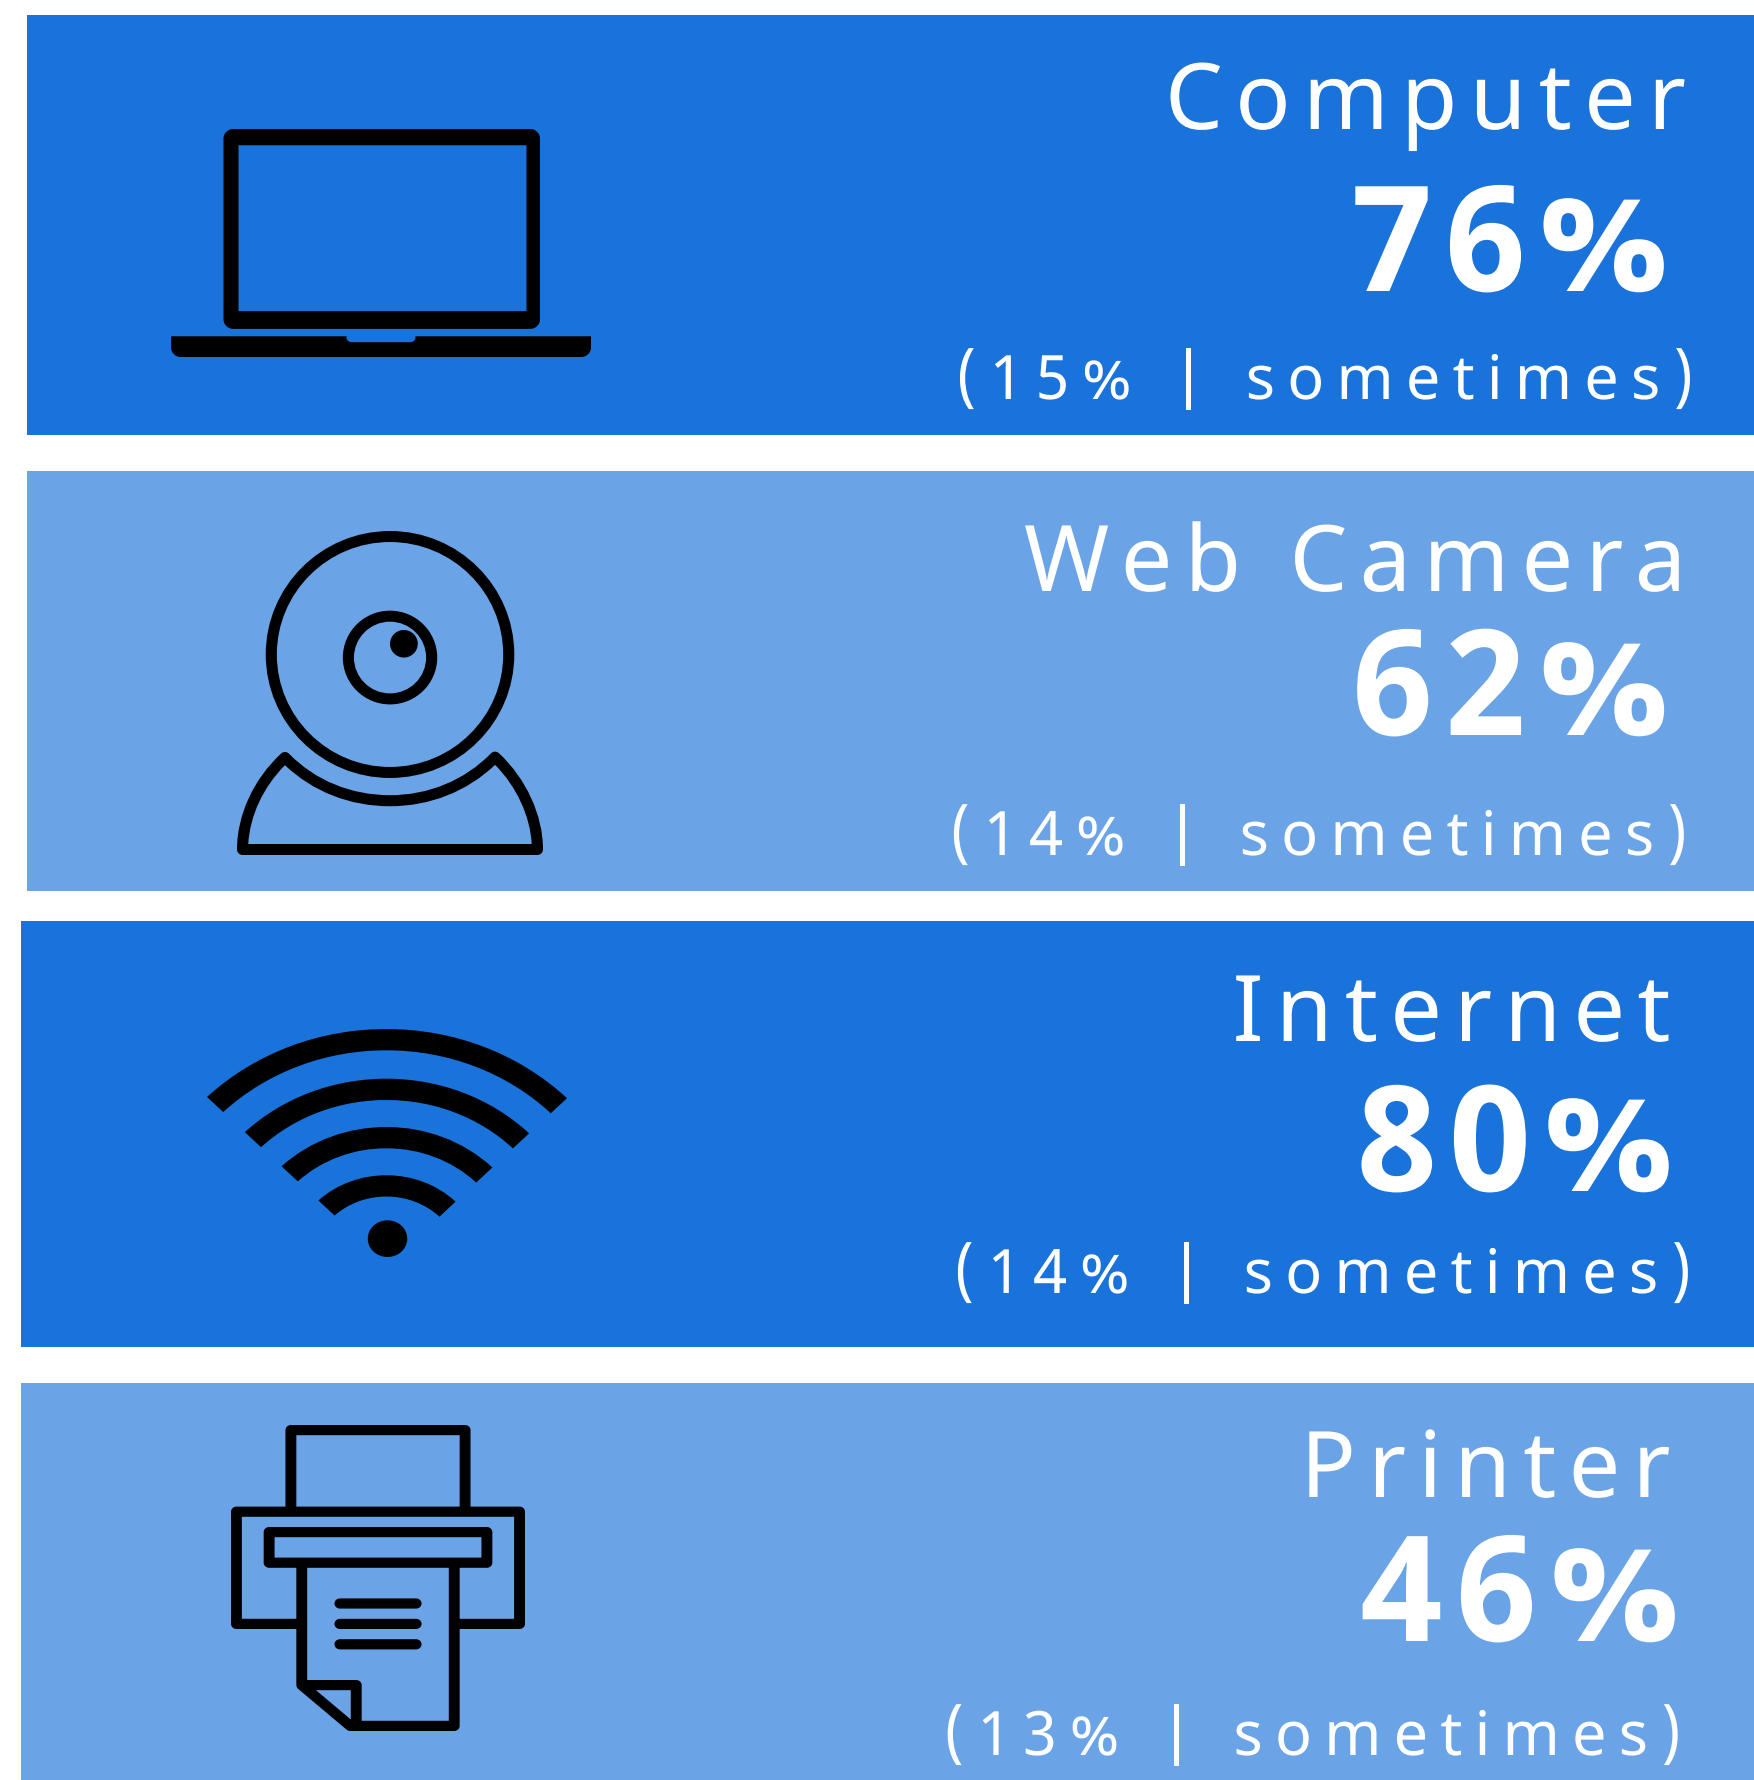 Computer
76%
(15% | sometimes)
Web Camera
62%
(14% | sometimes)
Internet
80%
(14% | sometimes)
Printer
46%
(13% | sometimes)